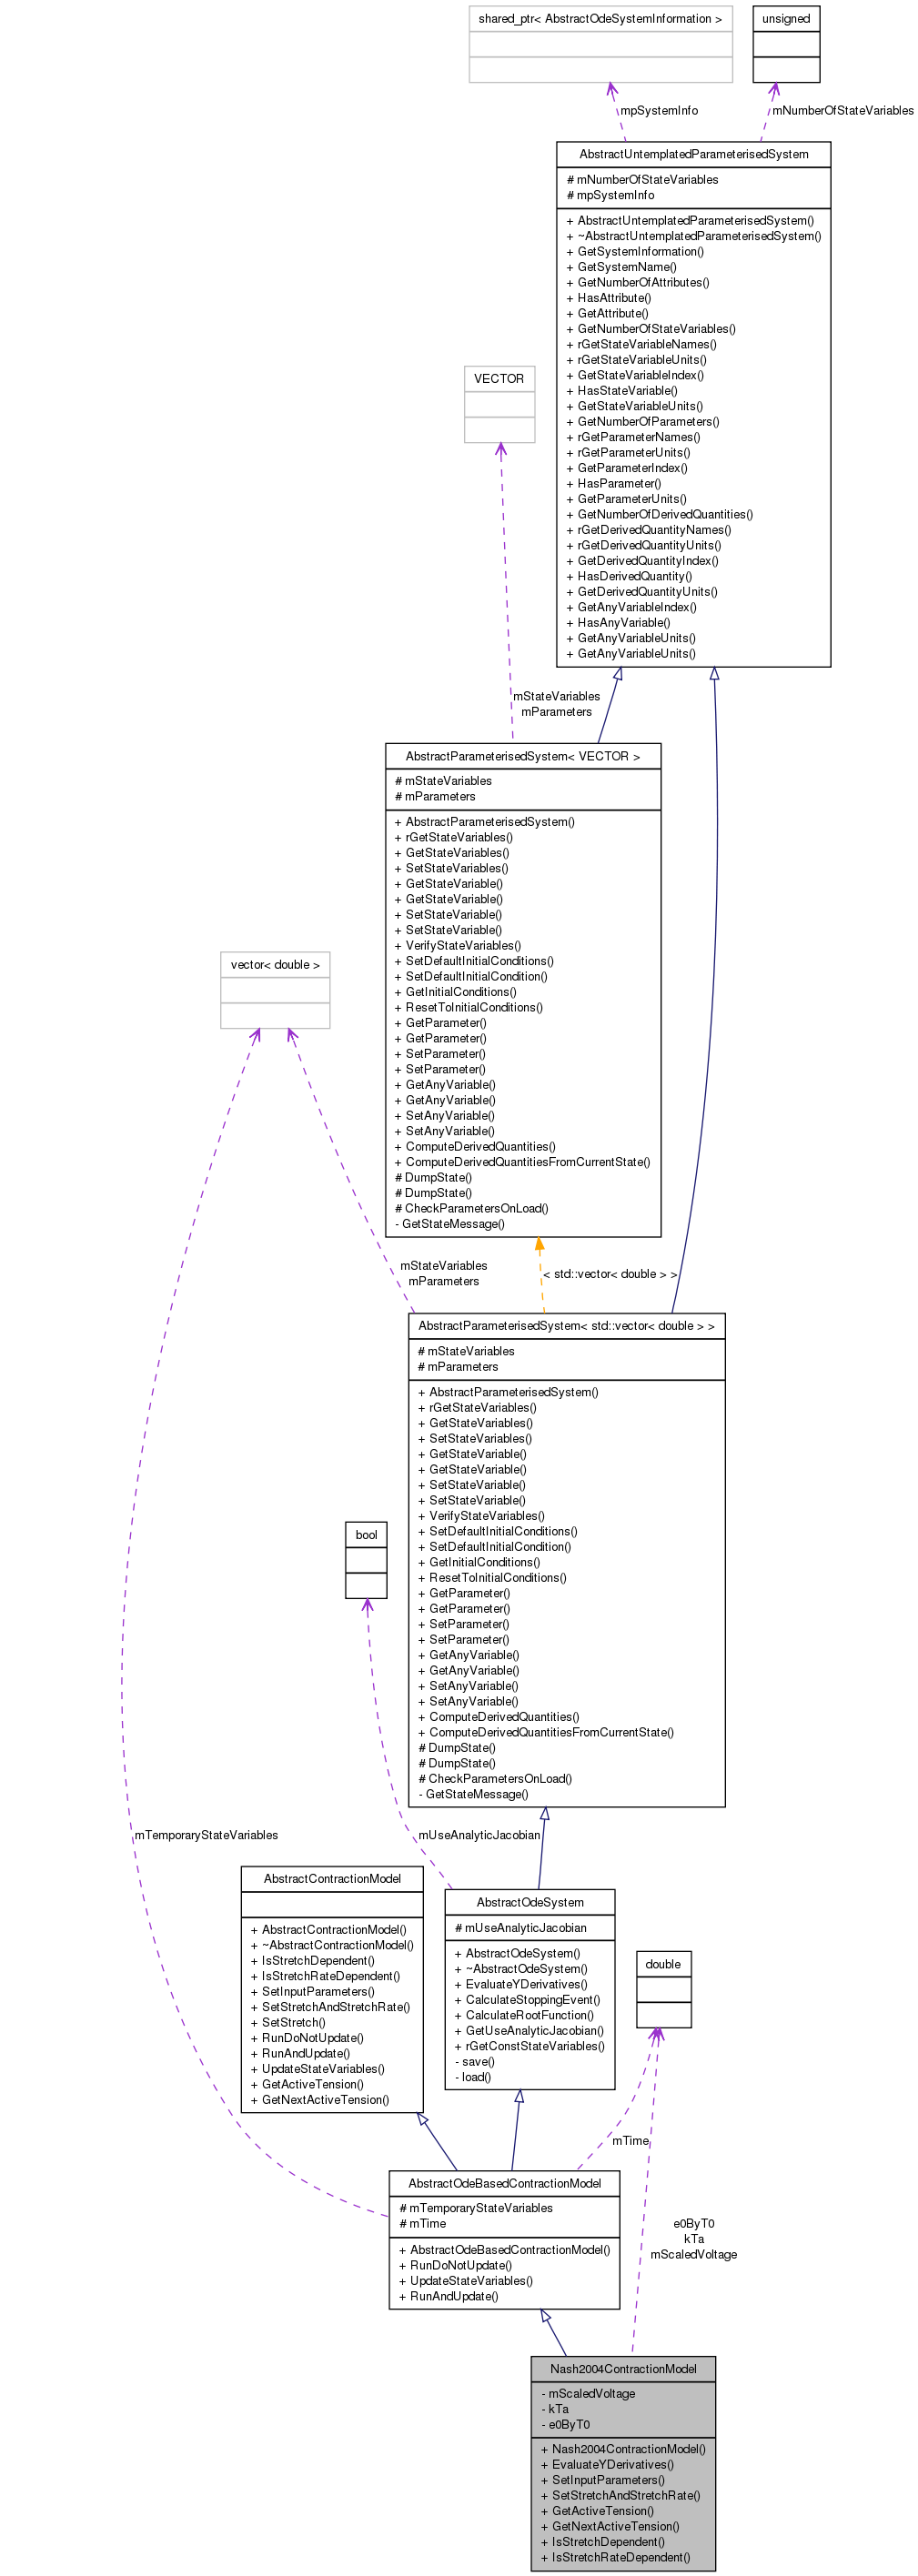 shared_ptr< AbstractOdeSystemInformation >
unsigned
mpSystemInfo
mNumberOfStateVariables
AbstractUntemplatedParameterisedSystem
# mNumberOfStateVariables
# mpSystemInfo
+ AbstractUntemplatedParameterisedSystem()
+ ~AbstractUntemplatedParameterisedSystem()
+ GetSystemInformation()
+ GetSystemName()
+ GetNumberOfAttributes()
+ HasAttribute()
+ GetAttribute()
+ GetNumberOfStateVariables()
+ rGetStateVariableNames()
+ rGetStateVariableUnits()
+ GetStateVariableIndex()
+ HasStateVariable()
+ GetStateVariableUnits()
+ GetNumberOfParameters()
+ rGetParameterNames()
+ rGetParameterUnits()
+ GetParameterIndex()
+ HasParameter()
+ GetParameterUnits()
+ GetNumberOfDerivedQuantities()
+ rGetDerivedQuantityNames()
+ rGetDerivedQuantityUnits()
+ GetDerivedQuantityIndex()
+ HasDerivedQuantity()
+ GetDerivedQuantityUnits()
+ GetAnyVariableIndex()
+ HasAnyVariable()
+ GetAnyVariableUnits()
+ GetAnyVariableUnits()
VECTOR
mStateVariables
mParameters
AbstractParameterisedSystem< VECTOR >
# mStateVariables
# mParameters
+ AbstractParameterisedSystem()
+ rGetStateVariables()
+ GetStateVariables()
+ SetStateVariables()
+ GetStateVariable()
+ GetStateVariable()
+ SetStateVariable()
+ SetStateVariable()
+ VerifyStateVariables()
+ SetDefaultInitialConditions()
+ SetDefaultInitialCondition()
+ GetInitialConditions()
+ ResetToInitialConditions()
+ GetParameter()
+ GetParameter()
+ SetParameter()
+ SetParameter()
+ GetAnyVariable()
+ GetAnyVariable()
+ SetAnyVariable()
+ SetAnyVariable()
+ ComputeDerivedQuantities()
+ ComputeDerivedQuantitiesFromCurrentState()
# DumpState()
# DumpState()
# CheckParametersOnLoad()
- GetStateMessage()
vector< double >
mStateVariables
mParameters
< std::vector< double > >
AbstractParameterisedSystem< std::vector< double > >
# mStateVariables
# mParameters
+ AbstractParameterisedSystem()
+ rGetStateVariables()
+ GetStateVariables()
+ SetStateVariables()
+ GetStateVariable()
+ GetStateVariable()
+ SetStateVariable()
+ SetStateVariable()
+ VerifyStateVariables()
+ SetDefaultInitialConditions()
+ SetDefaultInitialCondition()
+ GetInitialConditions()
+ ResetToInitialConditions()
+ GetParameter()
+ GetParameter()
+ SetParameter()
+ SetParameter()
+ GetAnyVariable()
+ GetAnyVariable()
+ SetAnyVariable()
+ SetAnyVariable()
+ ComputeDerivedQuantities()
+ ComputeDerivedQuantitiesFromCurrentState()
# DumpState()
# DumpState()
# CheckParametersOnLoad()
- GetStateMessage()
bool
mTemporaryStateVariables
mUseAnalyticJacobian
AbstractContractionModel
+ AbstractContractionModel()
+ ~AbstractContractionModel()
+ IsStretchDependent()
+ IsStretchRateDependent()
+ SetInputParameters()
+ SetStretchAndStretchRate()
+ SetStretch()
+ RunDoNotUpdate()
+ RunAndUpdate()
+ UpdateStateVariables()
+ GetActiveTension()
+ GetNextActiveTension()
AbstractOdeSystem
# mUseAnalyticJacobian
+ AbstractOdeSystem()
+ ~AbstractOdeSystem()
+ EvaluateYDerivatives()
+ CalculateStoppingEvent()
+ CalculateRootFunction()
+ GetUseAnalyticJacobian()
+ rGetConstStateVariables()
- save()
- load()
double
mTime
AbstractOdeBasedContractionModel
# mTemporaryStateVariables
# mTime
+ AbstractOdeBasedContractionModel()
+ RunDoNotUpdate()
+ UpdateStateVariables()
+ RunAndUpdate()
e0ByT0
kTa
mScaledVoltage
Nash2004ContractionModel
- mScaledVoltage
- kTa
- e0ByT0
+ Nash2004ContractionModel()
+ EvaluateYDerivatives()
+ SetInputParameters()
+ SetStretchAndStretchRate()
+ GetActiveTension()
+ GetNextActiveTension()
+ IsStretchDependent()
+ IsStretchRateDependent()